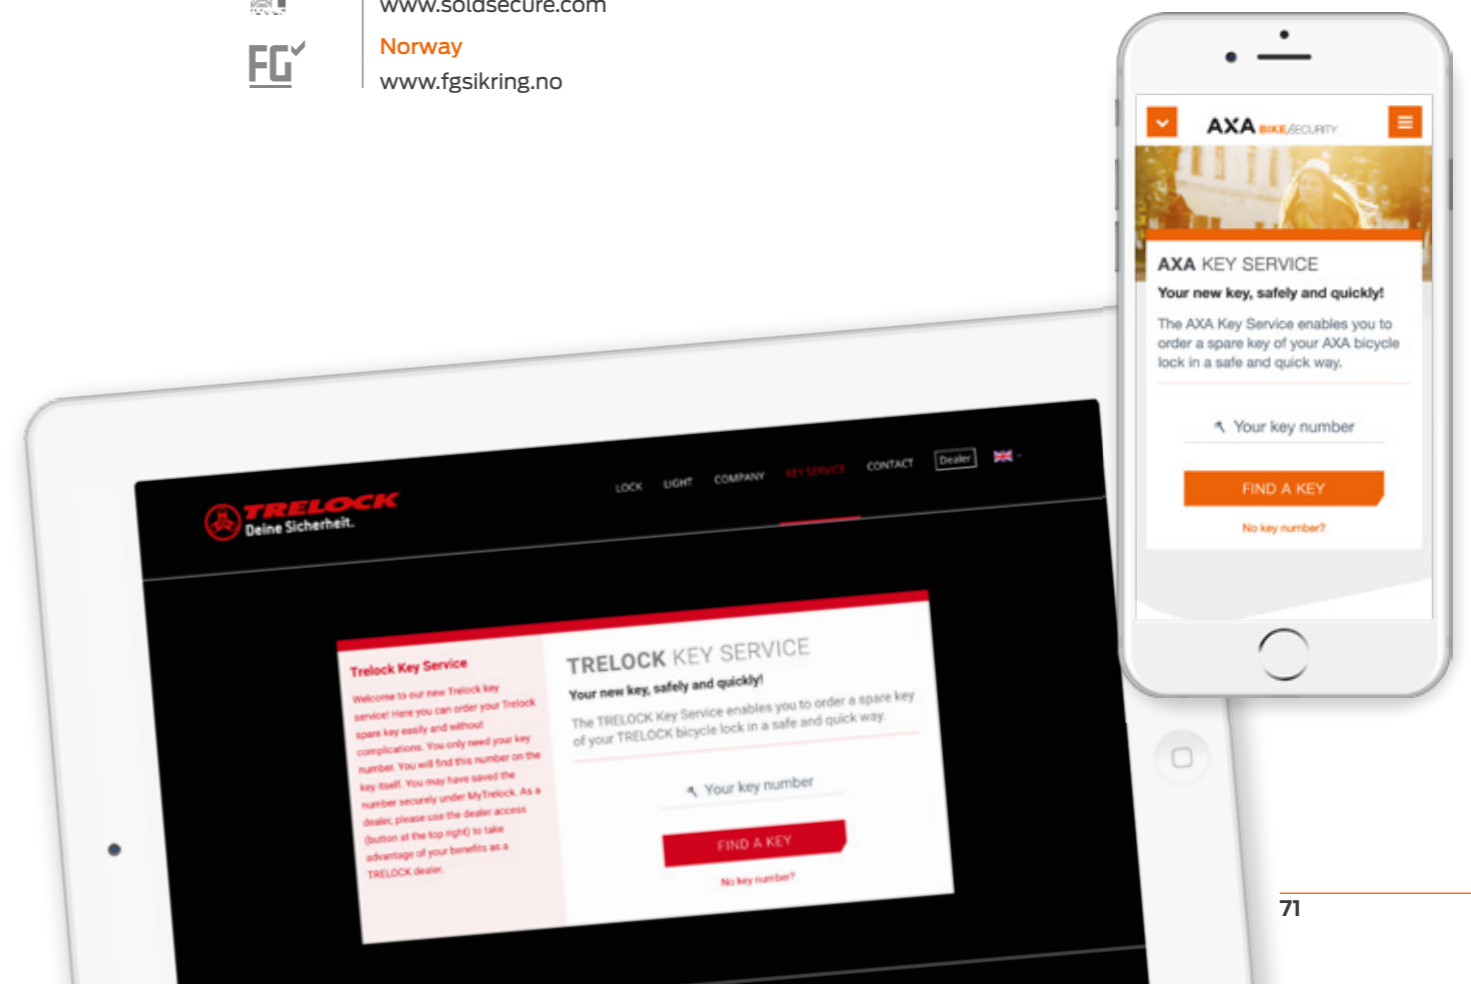 www.soldsecure.com
FG
Norway
www.fgsikring.no
AXA BIKE SECURITY
AXA KEY SERVICE
Your new key, safely and quickly!
The AXA Key Service enables you to
order a spare key of your AXA bicycle
lock in a safe and quick way.
Your key number
FIND A KEY
No key number?
TRELOCK
Deine Sicherheit.
LOCK LIGHT COMPANY KEY SERVICE CONTACT Dealer
Trelock Key Service
Welcome to our new Trelock key
service! Here you can order your Trelock
spare key easily and without
complications. You only need your key
number. You will find this number on the
key itself. You may have saved the
number securely under MyTrelock. As a
dealer, please use the dealer access
(button at the top right) to take
advantage of your benefits as a
TRELOCK dealer.
TRELOCK KEY SERVICE
Your new key, safely and quickly!
The TRELOCK Key Service enables you to order a spare key
of your TRELOCK bicycle lock in a safe and quick way.
Your key number
FIND A KEY
No key number?
71